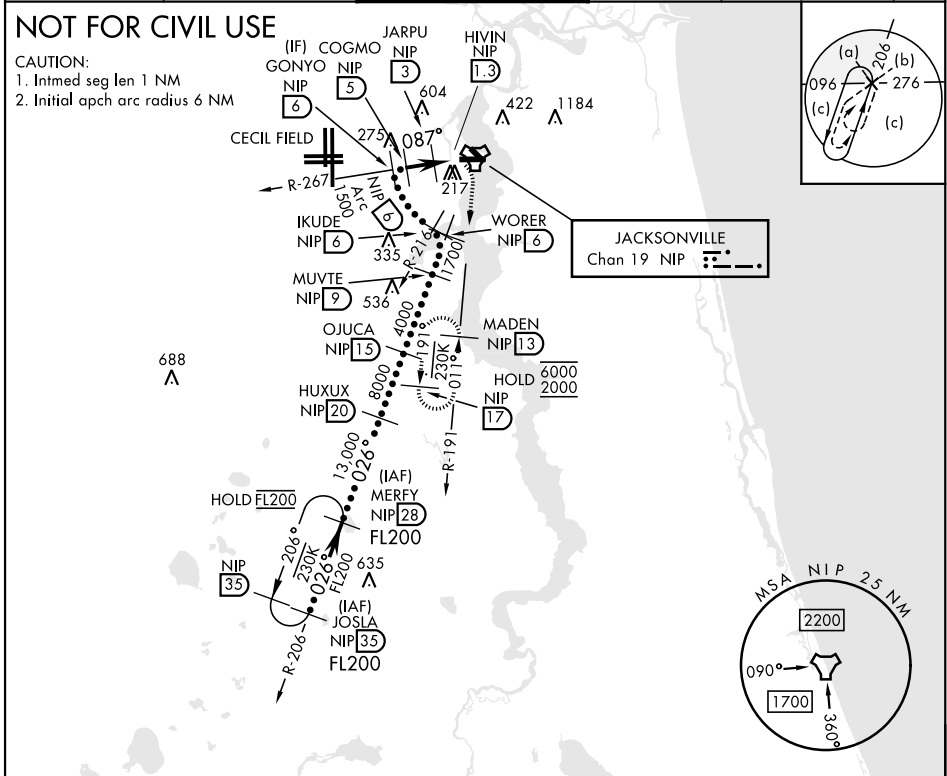 NOT FOR CIVIL USE
CAUTION:
1. Intmed seg len 1 NM
2. Initial apch arc radius 6 NM
(IF)
GONYO
NIP
6
COGMO
NIP
5
JARPU
NIP
3
HIVIN
NIP
1.3
604
422
1184
275
087°
217
CECIL FIELD
R-267
1500
NIP 6
Arc
IKUDE
NIP 6
335
R-216
1700
WORER
NIP 6
JACKSONVILLE
Chan 19 NIP
MUVTE
NIP 9
536
4000
OJUCA
NIP 15
191°
230K
011°
MADEN
NIP 13
HOLD 6000
2000
NIP
17
688
8000
HUXUX
NIP 20
R-191
13,000
026°
(IAF)
MERFY
NIP 28
FL200
HOLD FL200
206°
230K
026°
FL200
635
NIP
35
(IAF)
JOSLA
NIP 35
FL200
R-206
(a)
206
(b)
096
276
(c)
(c)
MSA NIP 25 NM
2200
090°
1700
360°